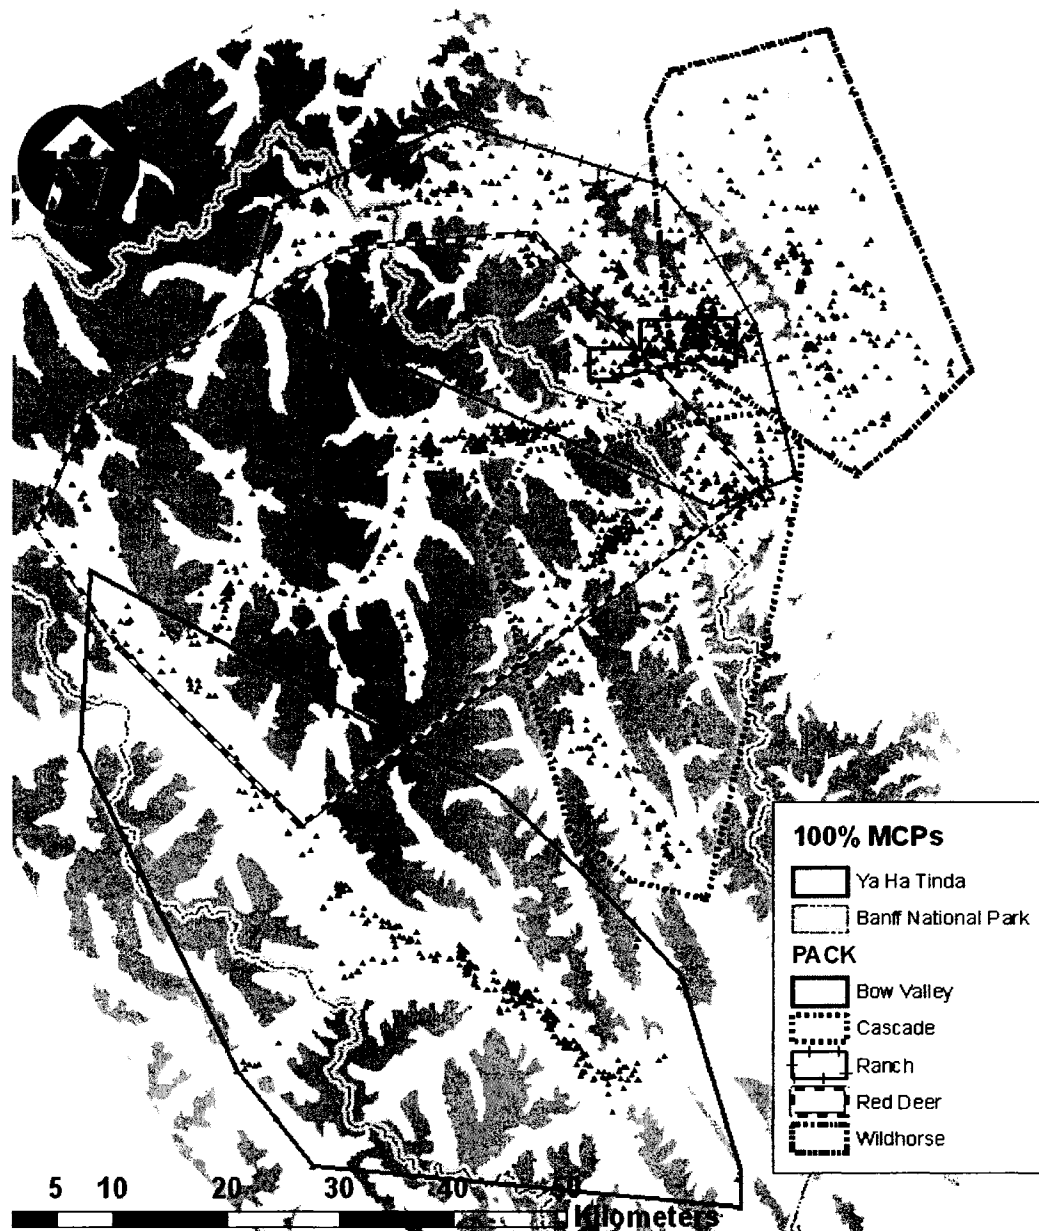 100% MCPs
Ya Ha Tinda
Banff National Park
PACK
Bow Valley
Cascade
Ranch
Red Deer
Wildhorse
5 10 20 30 40
Kilometers